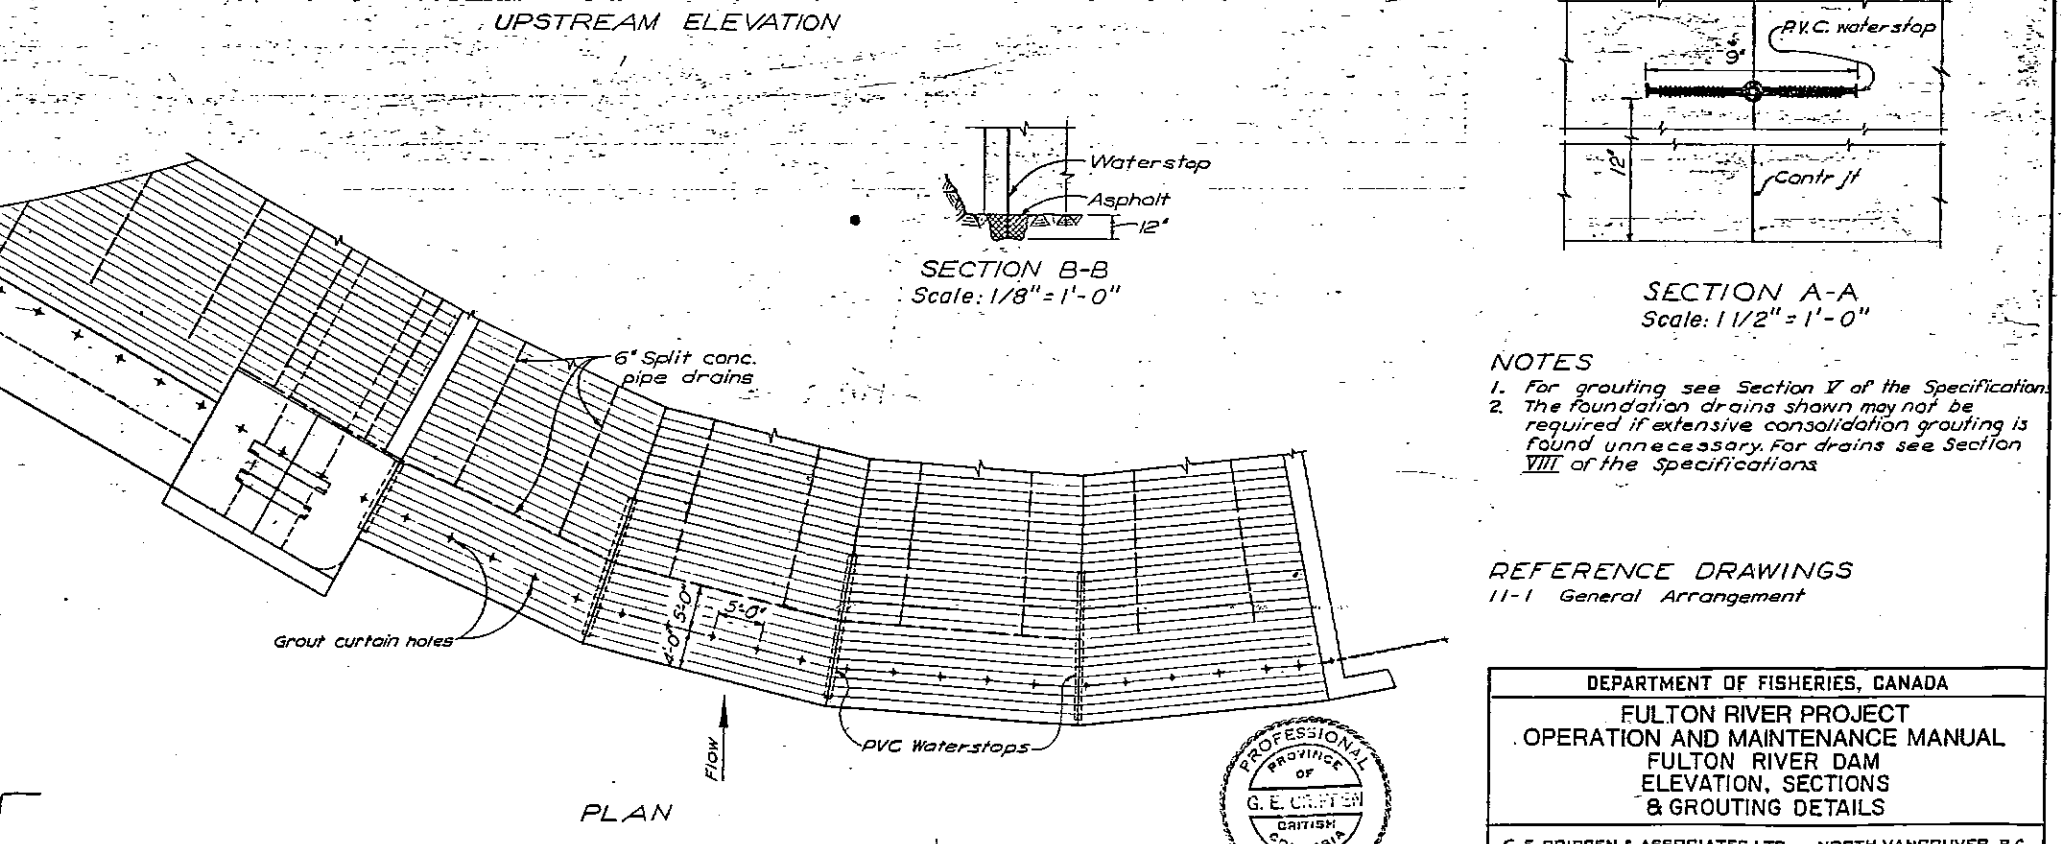 UPSTREAM ELEVATION
P.V.C. waterstop
9"
12"
Contr jt
SECTION A-A
Scale: 1 1/2" = 1'-0"
Waterstop
Asphalt
12"
SECTION B-B
Scale: 1/8" = 1'-0"
6" Split conc.
pipe drains
Grout curtain holes
5'-0"
4'-0"
5'-0"
PVC Waterstops
Flow
PLAN
NOTES
1. For grouting see Section V of the Specifications
2. The foundation drains shown may not be
required if extensive consolidation grouting is
found unnecessary. For drains see Section
VIII of the Specifications
REFERENCE DRAWINGS
11-1 General Arrangement
DEPARTMENT OF FISHERIES, CANADA
FULTON RIVER PROJECT
OPERATION AND MAINTENANCE MANUAL
FULTON RIVER DAM
ELEVATION, SECTIONS
& GROUTING DETAILS
PROFESSIONAL
PROVINCE
OF
G. E.
BRITISH